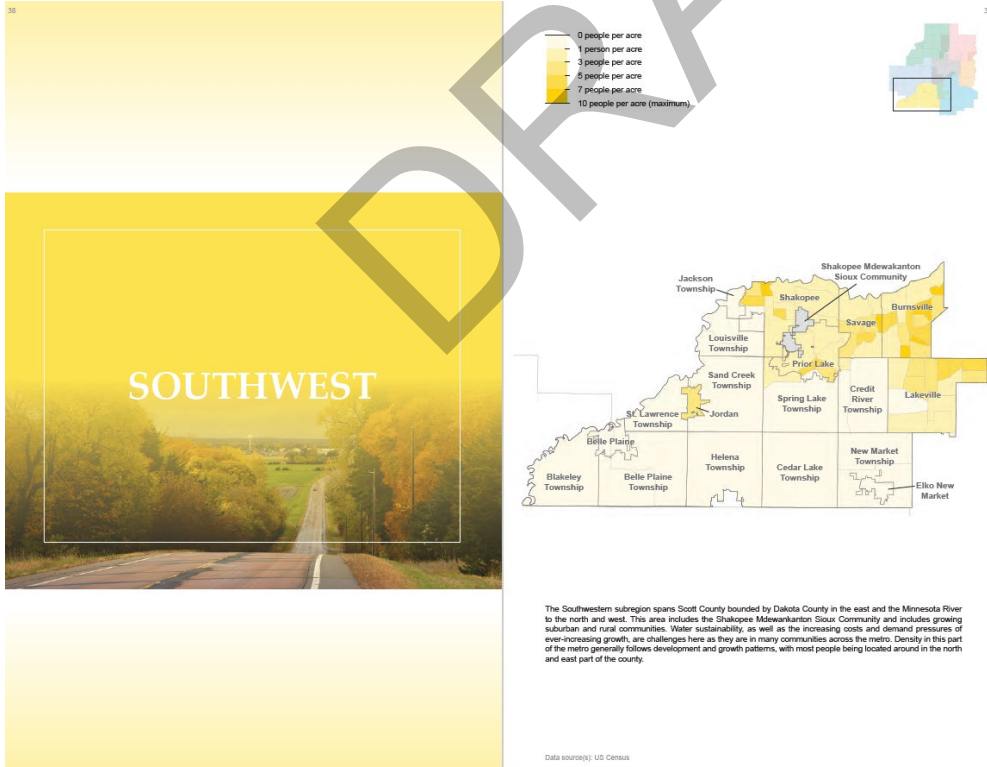 38
SOUTHWEST
DRA
3
0 people per acre
1 person per acre
3 people per acre
5 people per acre
7 people per acre
10 people per acre (maximum)
Shakopee Mdewakanton
Sioux Community
Jackson
Township
Shakopee
Burnsville
Savage
Louisville
Township
Prior Lake
Sand Creek
Township
Spring Lake
Township
Credit
River
Township
Lakeville
St. Lawrence
Township
Jordan
Belle Plaine
Helena
Township
New Market
Township
Blakeley
Township
Belle Plaine
Township
Cedar Lake
Township
Elko New
Market
The Southwestern subregion spans Scott County bounded by Dakota County in the east and the Minnesota River
to the north and west. This area includes the Shakopee Mdewankanton Sioux Community and includes growing
suburban and rural communities. Water sustainability, as well as the increasing costs and demand pressures of
ever-increasing growth, are challenges here as they are in many communities across the metro. Density in this part
of the metro generally follows development and growth patterns, with most people being located around in the north
and east part of the county.
Data source(s): US Census